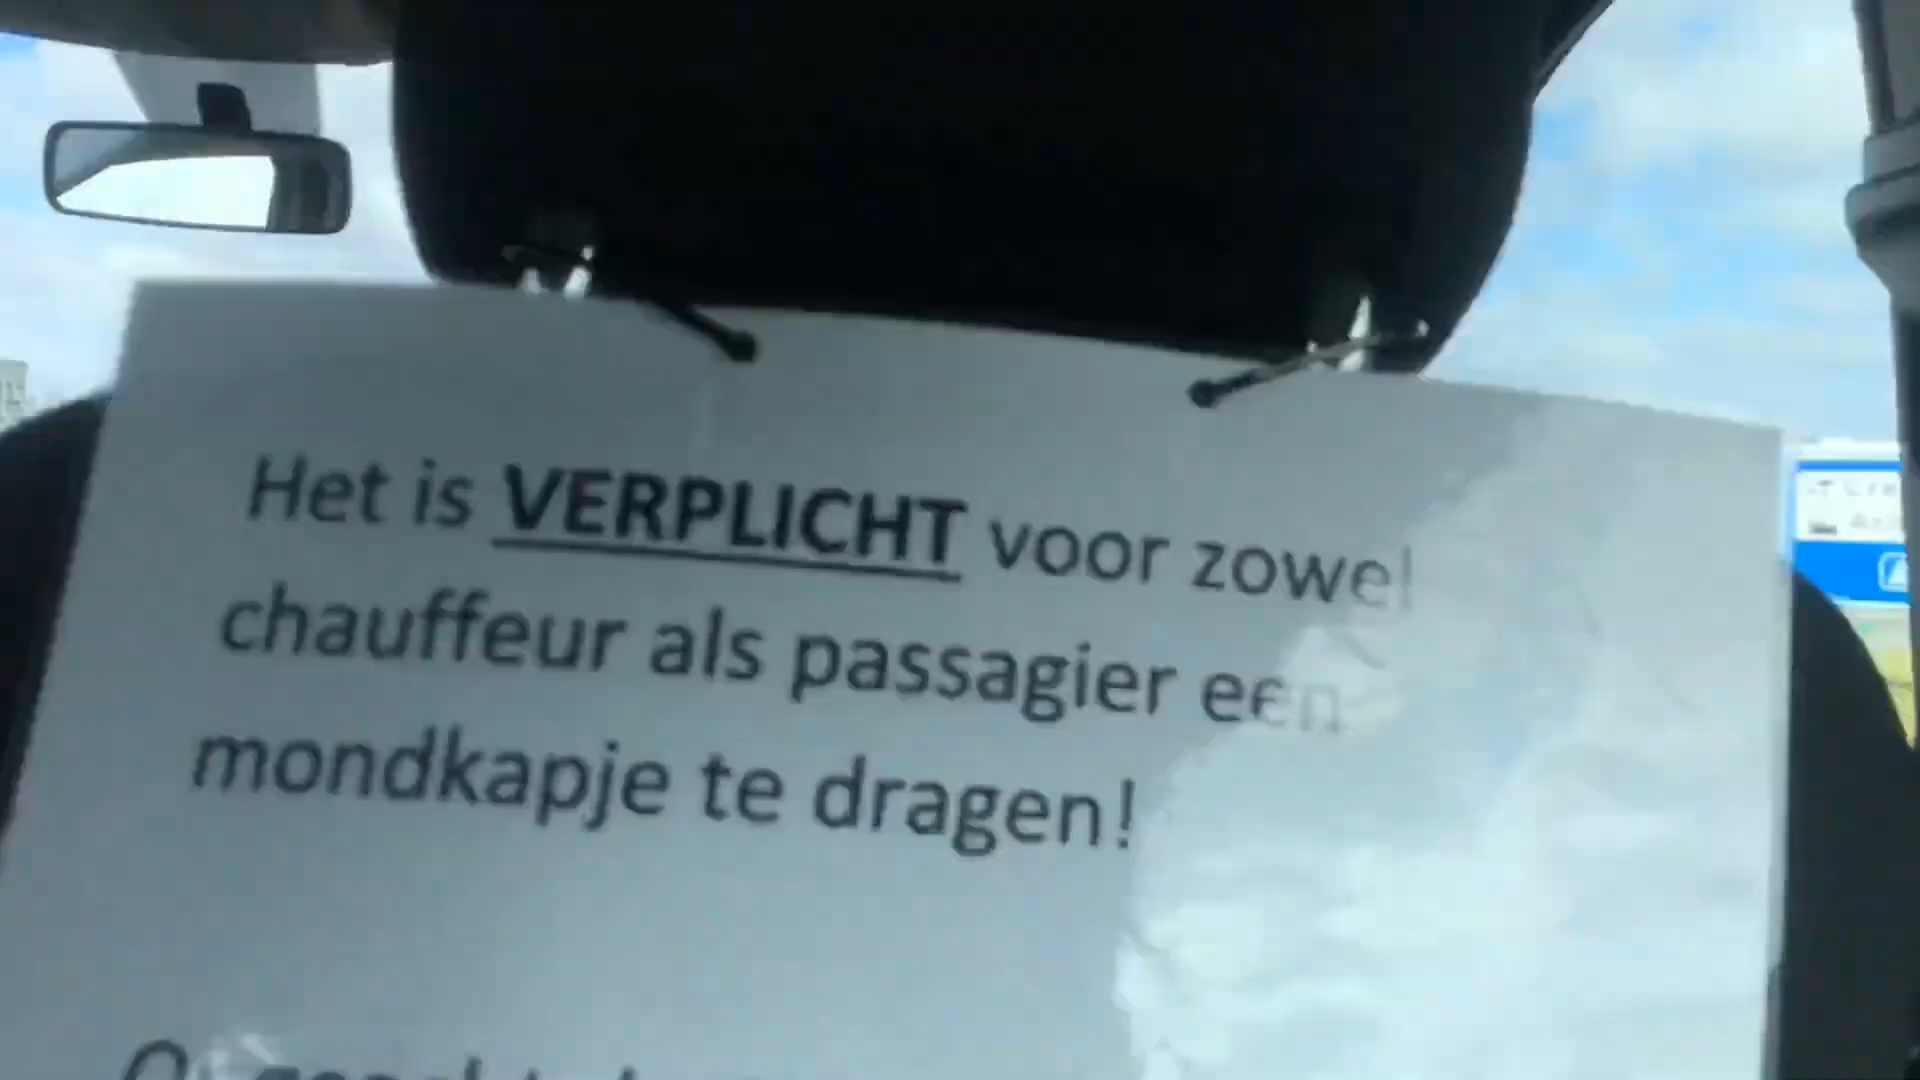 Het is VERPLICHT voor zowel
chauffeur als passagier een
mondkapje te dragen!